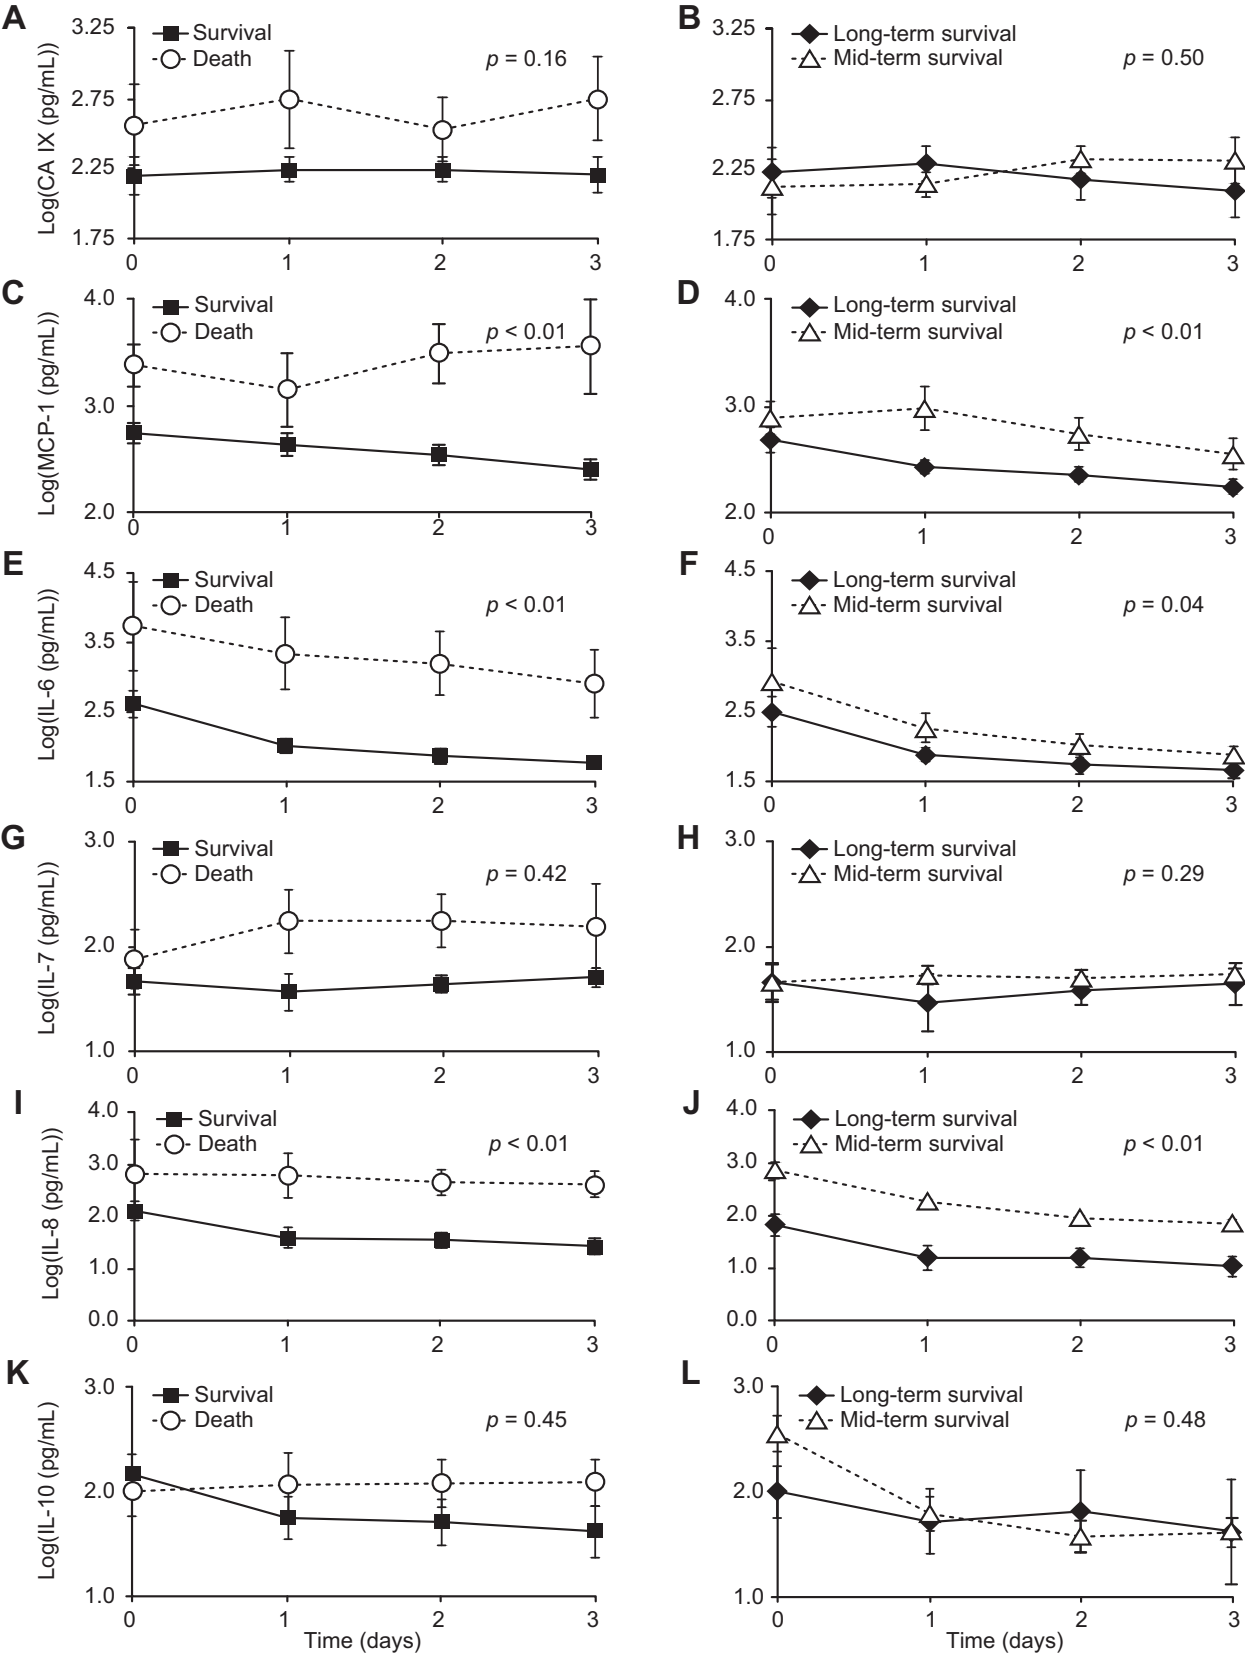 A
Log(CA IX (pg/mL))
3.25
2.75
2.25
1.75
Survival
Death
p = 0.16
0 1 2 3
B
3.25
2.75
2.25
1.75
Long-term survival
Mid-term survival
p = 0.50
0 1 2 3
C
Log(MCP-1 (pg/mL))
4.0
3.0
2.0
Survival
Death
p < 0.01
0 1 2 3
D
4.0
3.0
2.0
Long-term survival
Mid-term survival
p < 0.01
0 1 2 3
E
Log(IL-6 (pg/mL))
4.5
3.5
2.5
1.5
Survival
Death
p < 0.01
0 1 2 3
F
4.5
3.5
2.5
1.5
Long-term survival
Mid-term survival
p = 0.04
0 1 2 3
G
Log(IL-7 (pg/mL))
3.0
2.0
1.0
Survival
Death
p = 0.42
0 1 2 3
H
3.0
2.0
1.0
Long-term survival
Mid-term survival
p = 0.29
0 1 2 3
I
Log(IL-8 (pg/mL))
4.0
3.0
2.0
1.0
0.0
Survival
Death
p < 0.01
0 1 2 3
J
4.0
3.0
2.0
1.0
0.0
Long-term survival
Mid-term survival
p < 0.01
0 1 2 3
K
Log(IL-10 (pg/mL)
3.0
2.0
1.0
Survival
Death
p = 0.45
0 1 2 3
Time (days)
L
3.0
2.0
1.0
Long-term survival
Mid-term survival
p = 0.48
0 1 2 3
Time (days)